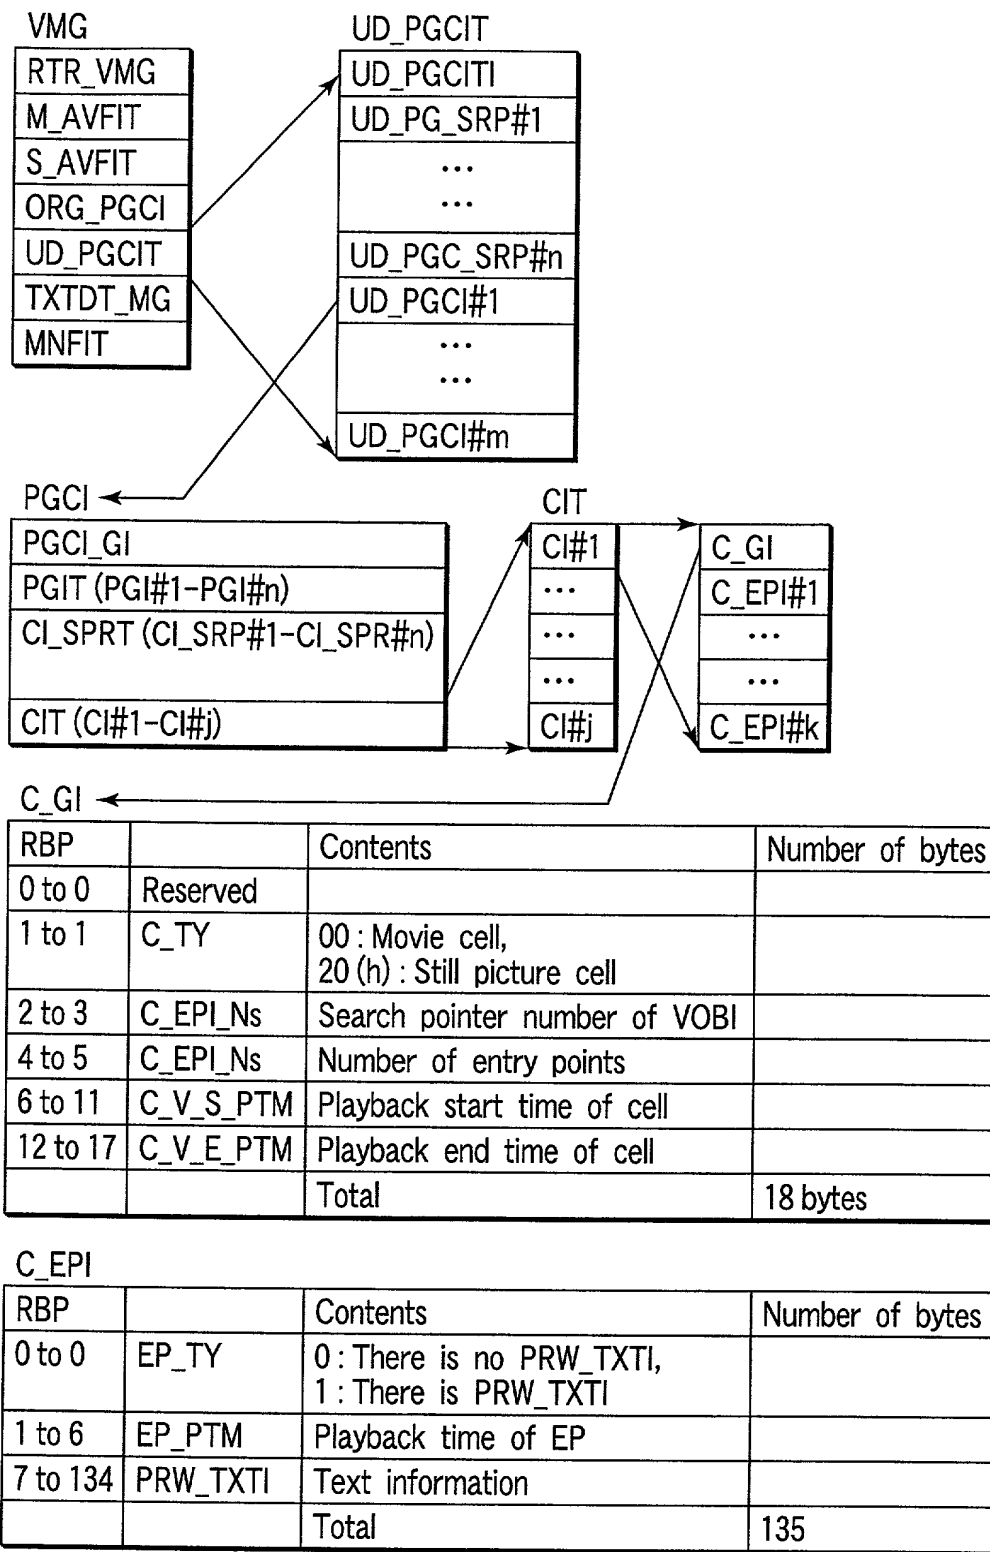 VMG
RTR_VMG
M_AVFIT
S_AVFIT
ORG_PGCI
UD_PGCIT
TXTDT_MG
MNFIT
UD_PGCIT
UD_PGCITI
UD_PG_SRP#1
...
...
UD_PGC_SRP#n
UD_PGCI#1
...
...
UD_PGCI#m
PGCI
PGCI_GI
PGIT (PGI#1-PGI#n)
CI_SPRT (CI_SRP#1-CI_SPR#n)
CIT (CI#1-CI#j)
CIT
CI#1
...
...
...
CI#j
C_GI
C_EPI#1
...
...
C_EPI#k
C_GI
RBP Contents Number of bytes
0 to 0 Reserved
1 to 1 C_TY 00 : Movie cell,
20 (h) : Still picture cell
2 to 3 C_EPI_Ns Search pointer number of VOBI
4 to 5 C_EPI_Ns Number of entry points
6 to 11 C_V_S_PTM Playback start time of cell
12 to 17 C_V_E_PTM Playback end time of cell
Total 18 bytes
C_EPI
RBP Contents Number of bytes
0 to 0 EP_TY 0 : There is no PRW_TXTI,
1 : There is PRW_TXTI
1 to 6 EP_PTM Playback time of EP
7 to 134 PRW_TXTI Text information
Total 135